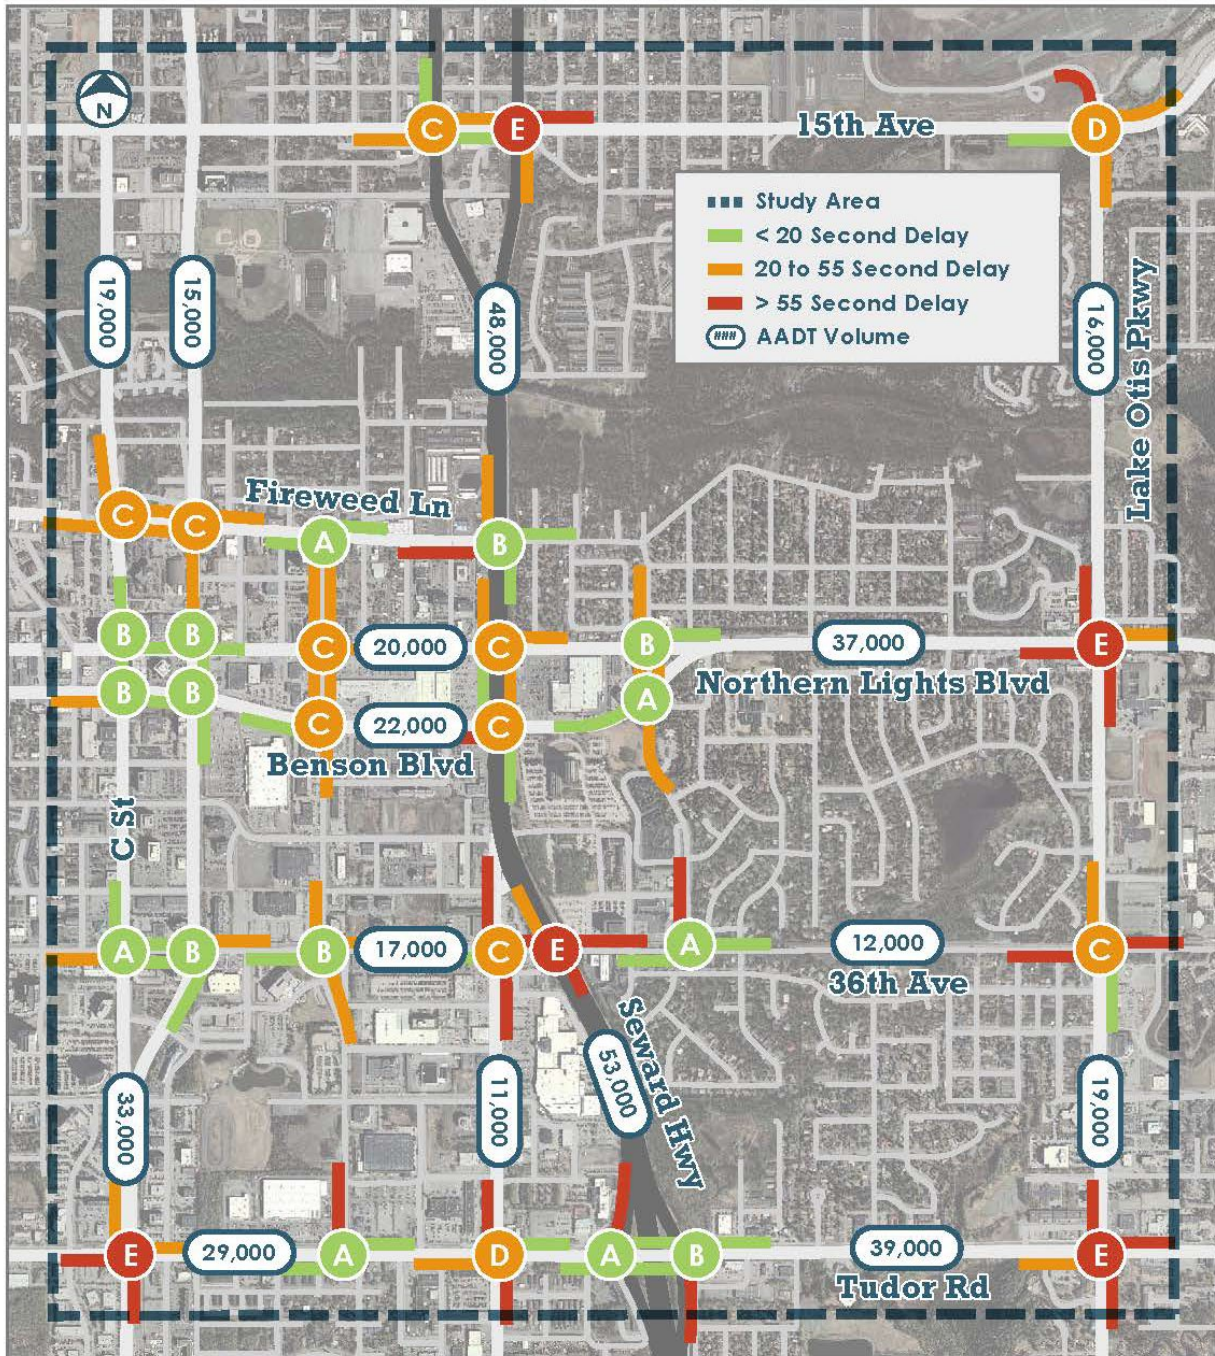 N
C
E
15th Ave
D
Study Area
< 20 Second Delay
20 to 55 Second Delay
> 55 Second Delay
### AADT Volume
19,000
15,000
48,000
16,000
Lake Otis Pkwy
Fireweed Ln
C
C
A
B
B
B
C
20,000
C
B
37,000
E
Northern Lights Blvd
B
B
C
22,000
C
A
Benson Blvd
C St
A
B
B
17,000
C
E
A
12,000
C
36th Ave
Seward Hwy
53,000
33,000
11,000
19,000
E
29,000
A
D
A
B
39,000
E
Tudor Rd